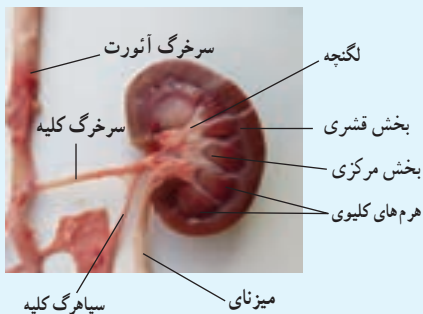 سرخرگ آئورت
لگنچه
سرخرگ کلیه
بخش قشری
بخش مرکزی
هرم‌های کلیوی
میزنای
سیاهرگ کلیه